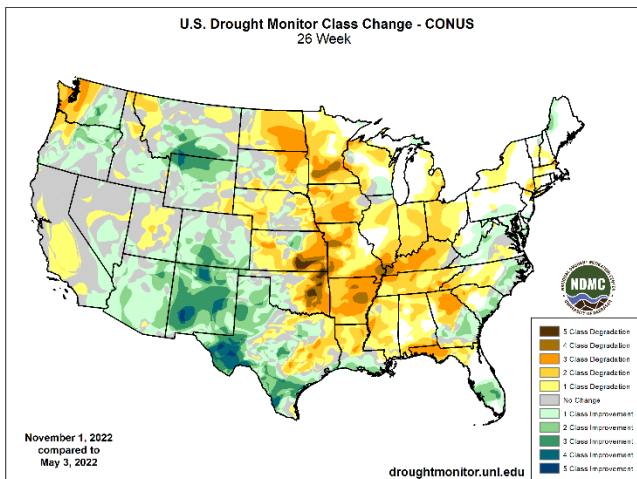 U.S. Drought Monitor Class Change - CONUS
26 Week
NDMC
5 Class Degradation
4 Class Degradation
3 Class Degradation
2 Class Degradation
1 Class Degradation
No Change
1 Class Improvement
2 Class Improvement
3 Class Improvement
4 Class Improvement
5 Class Improvement
November 1, 2022
compared to
May 3, 2022
droughtmonitor.unl.edu